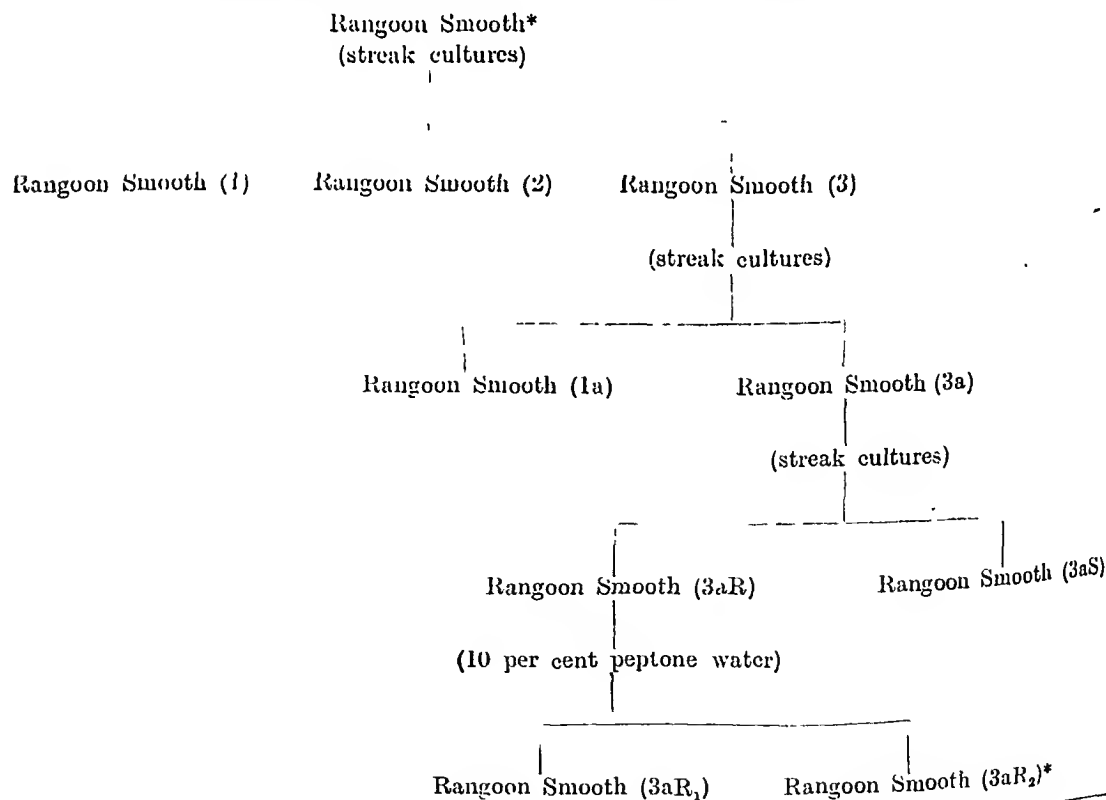 Rangoon Smooth*
(streak cultures)
Rangoon Smooth (1) Rangoon Smooth (2) Rangoon Smooth (3)
(streak cultures)
Rangoon Smooth (1a) Rangoon Smooth (3a)
(streak cultures)
Rangoon Smooth (3aR) Rangoon Smooth (3aS)
(10 per cent peptone water)
Rangoon Smooth (3aR₁) Rangoon Smooth (3aR₂)*